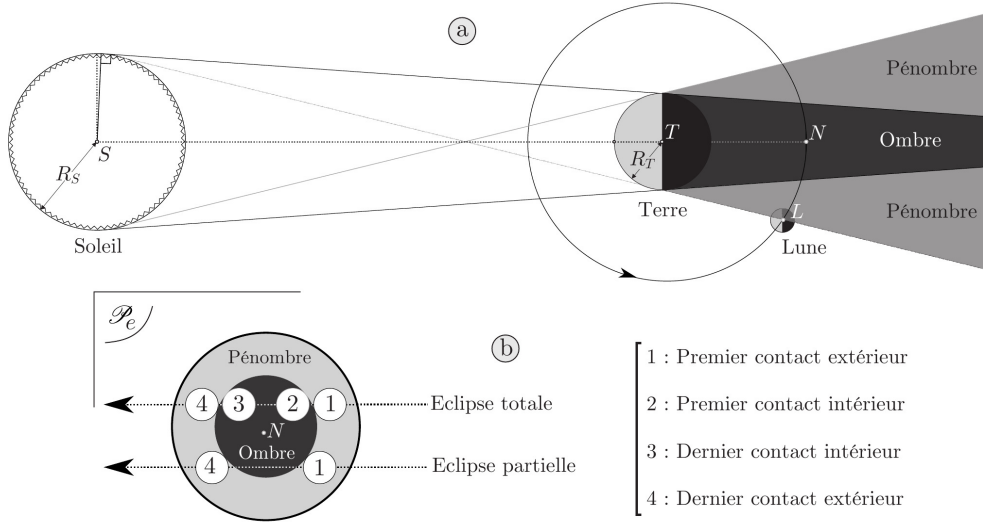 a
Pénombre
S
T
N
Ombre
R_S
R_T
Terre
Pénombre
L
Soleil
Lune
𝒫e
b
Pénombre
1 : Premier contact extérieur
4 3 2 1
Eclipse totale
2 : Premier contact intérieur
N
Ombre
3 : Dernier contact intérieur
4 1
Eclipse partielle
4 : Dernier contact extérieur